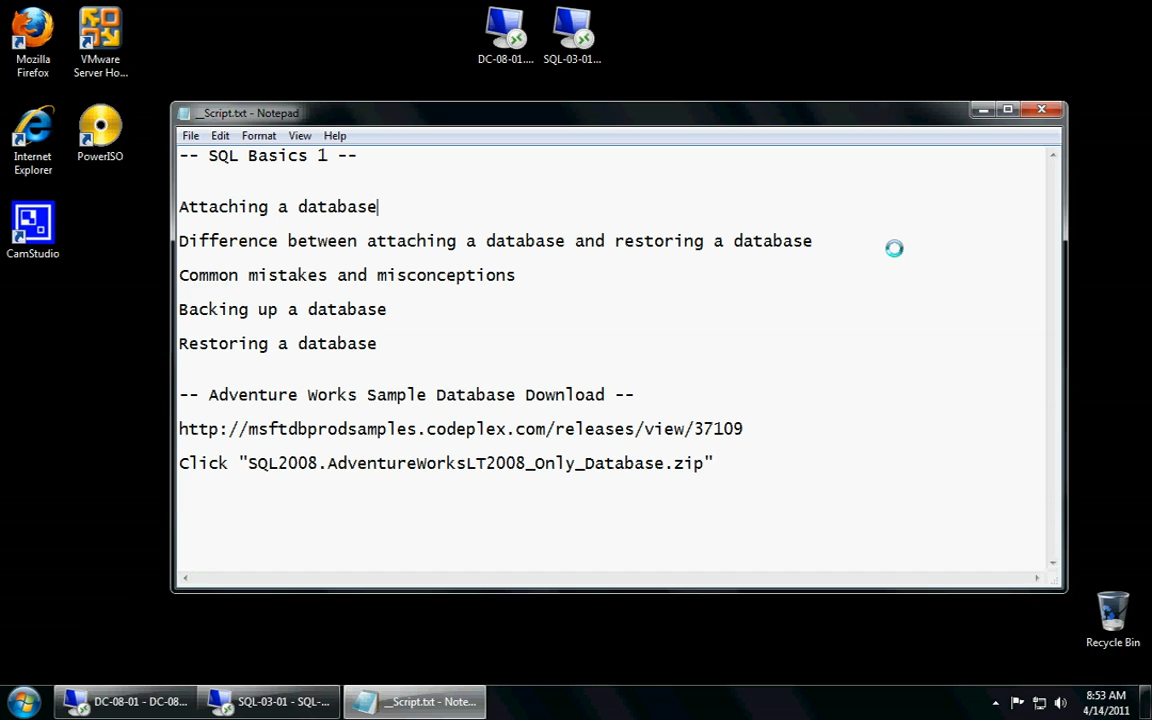 Mozilla Firefox
VMware Server Ho...
DC-08-01....
SQL-03-01...
Internet Explorer
PowerISO
CamStudio
__Script.txt - Notepad
File Edit Format View Help
-- SQL Basics 1 --
Attaching a database
Difference between attaching a database and restoring a database
Common mistakes and misconceptions
Backing up a database
Restoring a database
-- Adventure Works Sample Database Download --
http://msftdbprodsamples.codeplex.com/releases/view/37109
Click "SQL2008.AdventureWorksLT2008_Only_Database.zip"
Recycle Bin
DC-08-01 - DC-08...
SQL-03-01 - SQL-...
__Script.txt - Note...
8:53 AM
4/14/2011